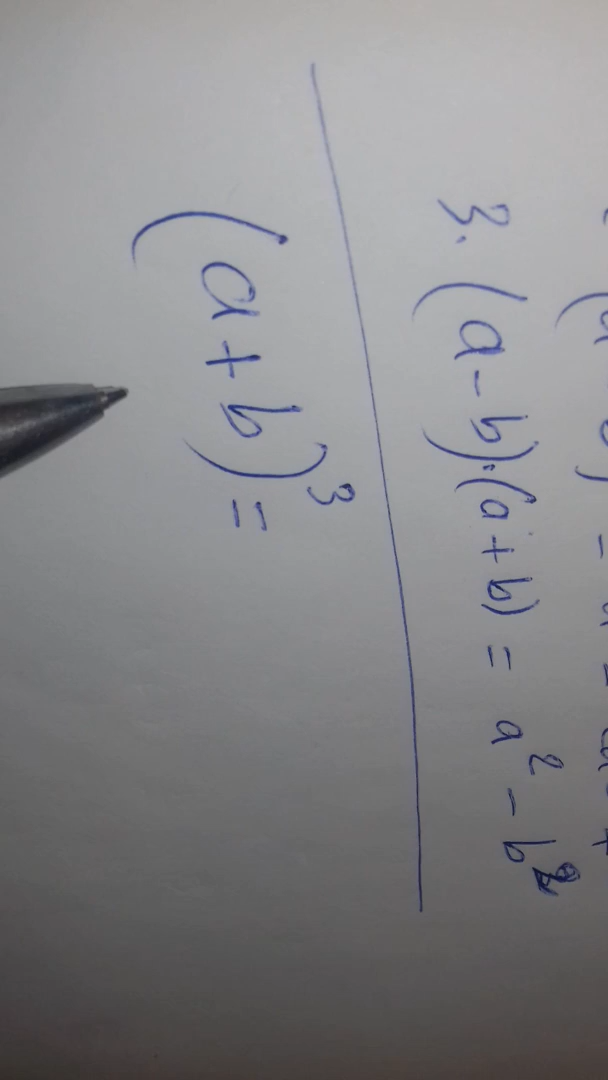 3. (a-b)·(a+b) = a² - b²
(a+b)³ =